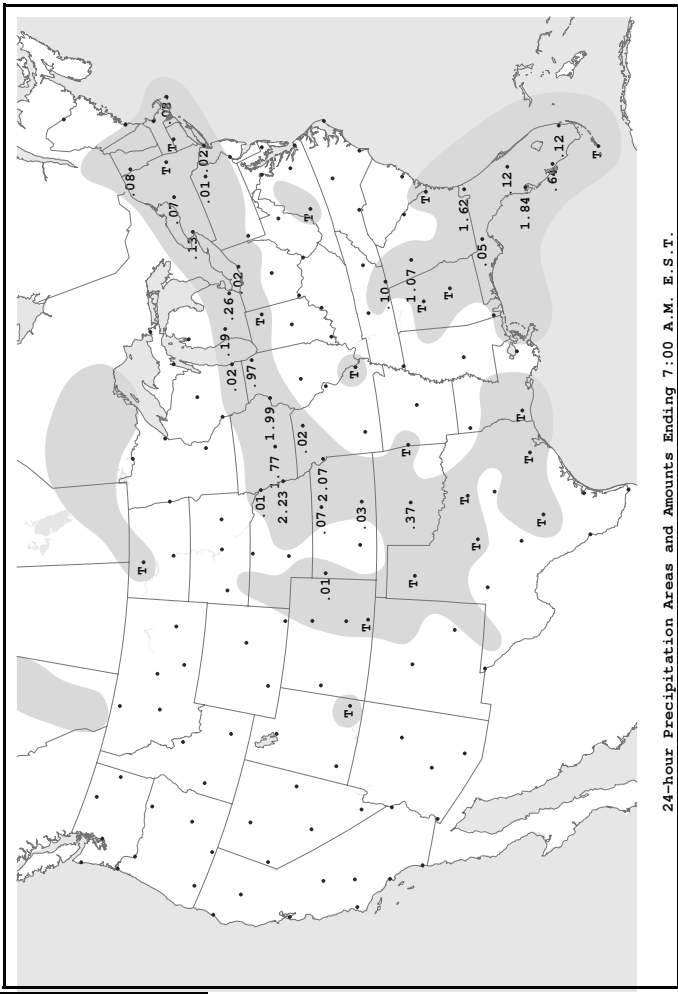 .08
T
.08
T
T
.07
.13
.02
.01
.19
.26
.02
.02
.97
T
.01
1.99
1.77
2.23
.02
T
.07
2.07
.01
T
T
.03
T
.10
T
.37
1.07
T
T
T
T
1.62
T
T
.05
.12
T
1.84
T
T
.64
.12
T
24-hour Precipitation Areas and Amounts Ending 7:00 A.M. E.S.T.